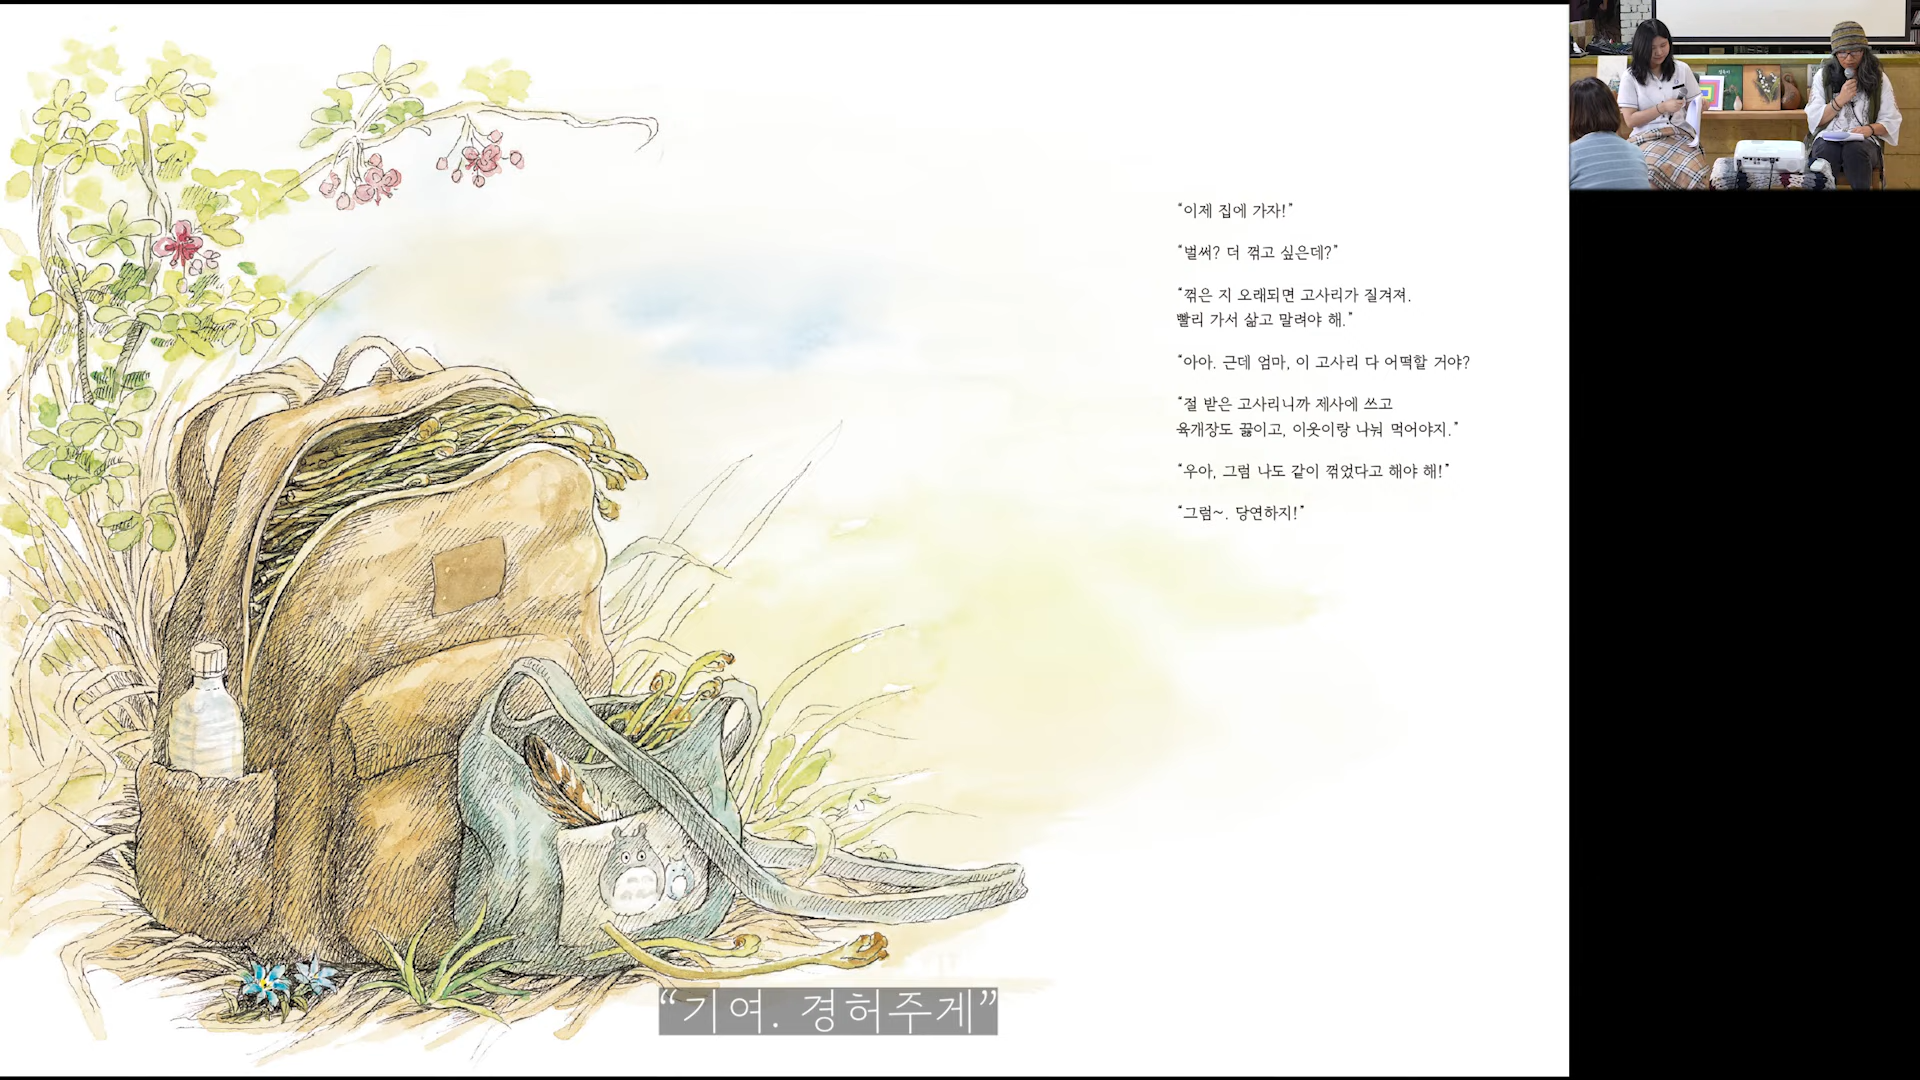 “이제 집에 가자!”
“벌써? 더 꺾고 싶은데?”
“꺾은 지 오래되면 고사리가 질겨져.
빨리 가서 삶고 말려야 해.”
“아아. 근데 엄마, 이 고사리 다 어떡할 거야?
“절 받은 고사리니까 제사에 쓰고
육개장도 끓이고, 이웃이랑 나눠 먹어야지.”
“우아, 그럼 나도 같이 꺾었다고 해야 해!”
“그럼~. 당연하지!”
“기여. 경허주게”